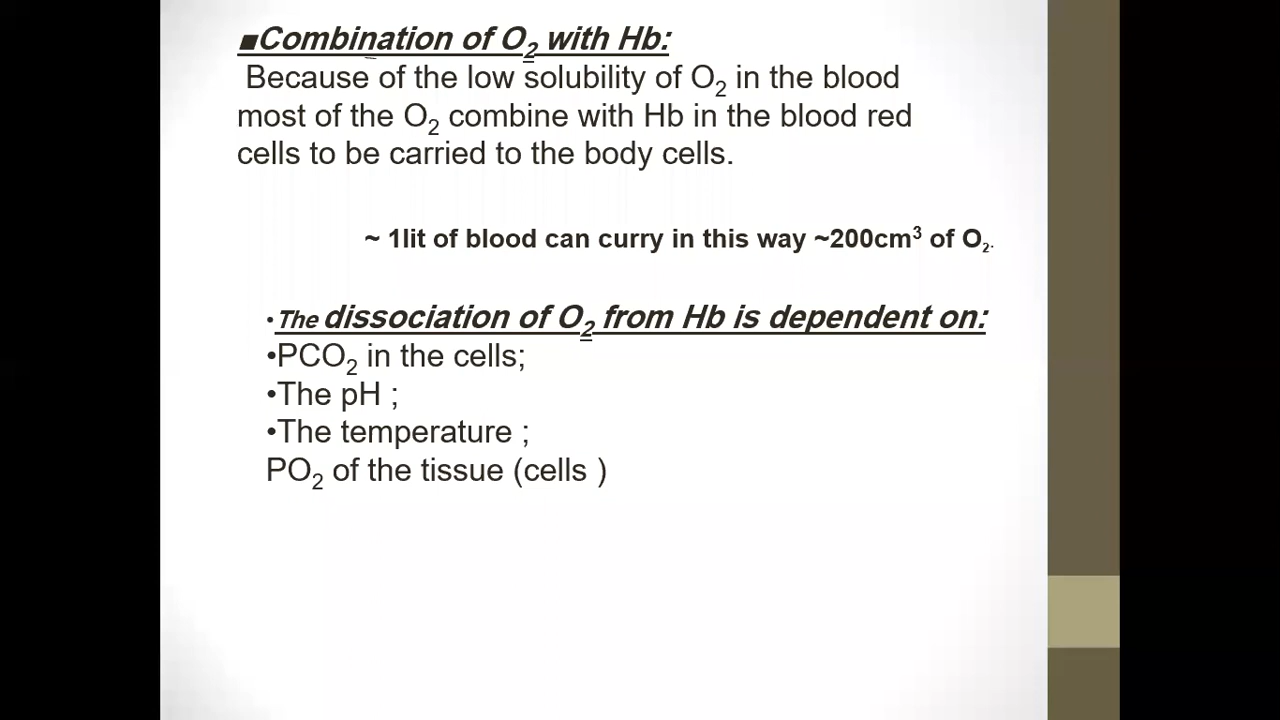 ■Combination of O₂ with Hb:
Because of the low solubility of O₂ in the blood
most of the O₂ combine with Hb in the blood red
cells to be carried to the body cells.
~ 1lit of blood can curry in this way ~200cm³ of O₂.
•The dissociation of O₂ from Hb is dependent on:
•PCO₂ in the cells;
•The pH ;
•The temperature ;
PO₂ of the tissue (cells )